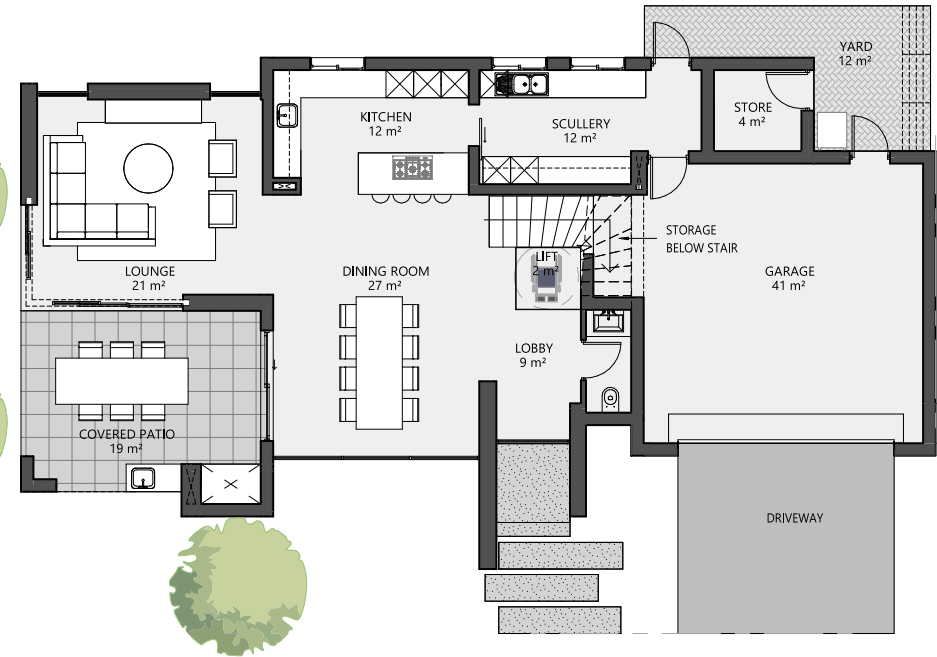 YARD
12 m²
STORE
4 m²
KITCHEN
12 m²
SCULLERY
12 m²
STORAGE
BELOW STAIR
LIFT
2 m²
LOUNGE
21 m²
DINING ROOM
27 m²
GARAGE
41 m²
LOBBY
9 m²
COVERED PATIO
19 m²
DRIVEWAY